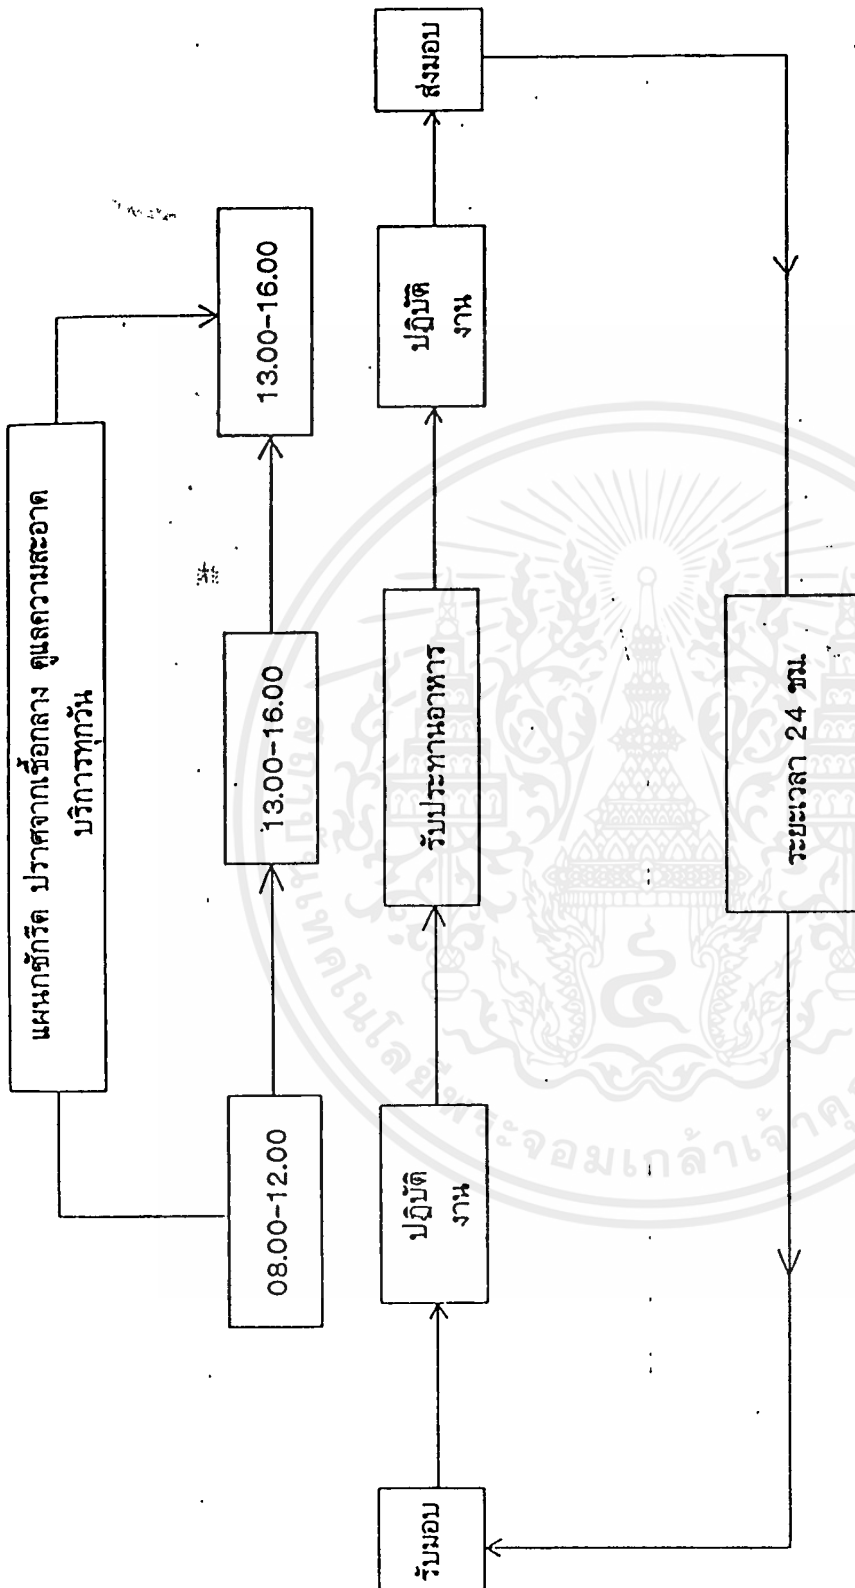 แผนกซักรีด ปราศจากเชื้อกลาง ดูแลความสะอาด
บริการทุกวัน
08.00-12.00
13.00-16.00
13.00-16.00
รับมอบ
ปฏิบัติ
งาน
รับประทานอาหาร
ปฏิบัติ
งาน
ส่งมอบ
ระยะเวลา 24 ชม.